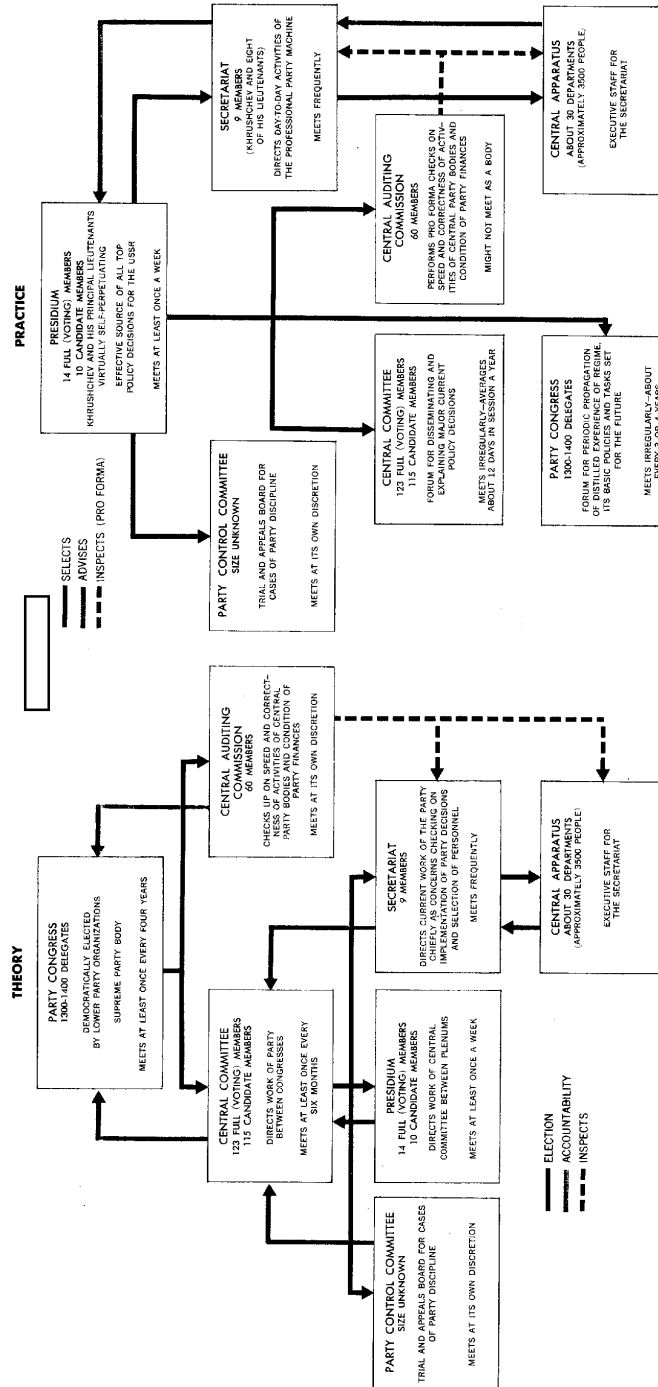 THEORY
PARTY CONGRESS
1300-1400 DELEGATES
DEMOCRATICALLY ELECTED
BY LOWER PARTY ORGANIZATIONS
SUPREME PARTY BODY
MEETS AT LEAST ONCE EVERY FOUR YEARS
CENTRAL COMMITTEE
123 FULL (VOTING) MEMBERS
115 CANDIDATE MEMBERS
DIRECTS WORK OF PARTY
BETWEEN CONGRESSES
MEETS AT LEAST ONCE EVERY
SIX MONTHS
CENTRAL AUDITING
COMMISSION
60 MEMBERS
CHECKS UP ON SPEED AND CORRECT-
NESS OF ACTIVITIES OF CENTRAL
PARTY BODIES AND CONDITION OF
PARTY FINANCES
MEETS AT ITS OWN DISCRETION
PARTY CONTROL COMMITTEE
SIZE UNKNOWN
TRIAL AND APPEALS BOARD FOR CASES
OF PARTY DISCIPLINE
MEETS AT ITS OWN DISCRETION
PRESIDIUM
14 FULL (VOTING) MEMBERS
10 CANDIDATE MEMBERS
DIRECTS WORK OF CENTRAL
COMMITTEE BETWEEN PLENUMS
MEETS AT LEAST ONCE A WEEK
SECRETARIAT
9 MEMBERS
DIRECTS CURRENT WORK OF THE PARTY
CHIEFLY AS CONCERNS CHECKING ON
IMPLEMENTATION OF PARTY DECISIONS
AND SELECTION OF PERSONNEL
MEETS FREQUENTLY
CENTRAL APPARATUS
ABOUT 30 DEPARTMENTS
(APPROXIMATELY 3500 PEOPLE)
EXECUTIVE STAFF FOR
THE SECRETARIAT
ELECTION
ACCOUNTABILITY
INSPECTS
PRACTICE
SELECTS
ADVISES
INSPECTS (PRO FORMA)
PRESIDIUM
14 FULL (VOTING) MEMBERS
10 CANDIDATE MEMBERS
KHRUSHCHEV AND HIS PRINCIPAL LIEUTENANTS
VIRTUALLY SELF-PERPETUATING
EFFECTIVE SOURCE OF ALL TOP
POLICY DECISIONS FOR THE USSR
MEETS AT LEAST ONCE A WEEK
PARTY CONTROL COMMITTEE
SIZE UNKNOWN
TRIAL AND APPEALS BOARD FOR
CASES OF PARTY DISCIPLINE
MEETS AT ITS OWN DISCRETION
SECRETARIAT
9 MEMBERS
(KHRUSHCHEV AND EIGHT
OF HIS LIEUTENANTS)
DIRECTS DAY-TO-DAY ACTIVITIES OF
THE PROFESSIONAL PARTY MACHINE
MEETS FREQUENTLY
CENTRAL COMMITTEE
123 FULL (VOTING) MEMBERS
115 CANDIDATE MEMBERS
FORUM FOR DISSEMINATING AND
EXPLAINING MAJOR CURRENT
POLICY DECISIONS
MEETS IRREGULARLY—AVERAGES
ABOUT 12 DAYS IN SESSION A YEAR
CENTRAL AUDITING
COMMISSION
60 MEMBERS
PERFORMS PRO FORMA CHECKS ON
SPEED AND CORRECTNESS OF ACTIV-
ITIES OF CENTRAL PARTY BODIES AND
CONDITION OF PARTY FINANCES
MIGHT NOT MEET AS A BODY
PARTY CONGRESS
1300-1400 DELEGATES
FORUM FOR PERIODIC PROPAGATION
OF DISTILLED EXPERIENCE OF REGIME,
ITS BASIC POLICIES AND TASKS SET
FOR THE FUTURE
MEETS IRREGULARLY—ABOUT
CENTRAL APPARATUS
ABOUT 30 DEPARTMENTS
(APPROXIMATELY 3500 PEOPLE)
EXECUTIVE STAFF FOR
THE SECRETARIAT